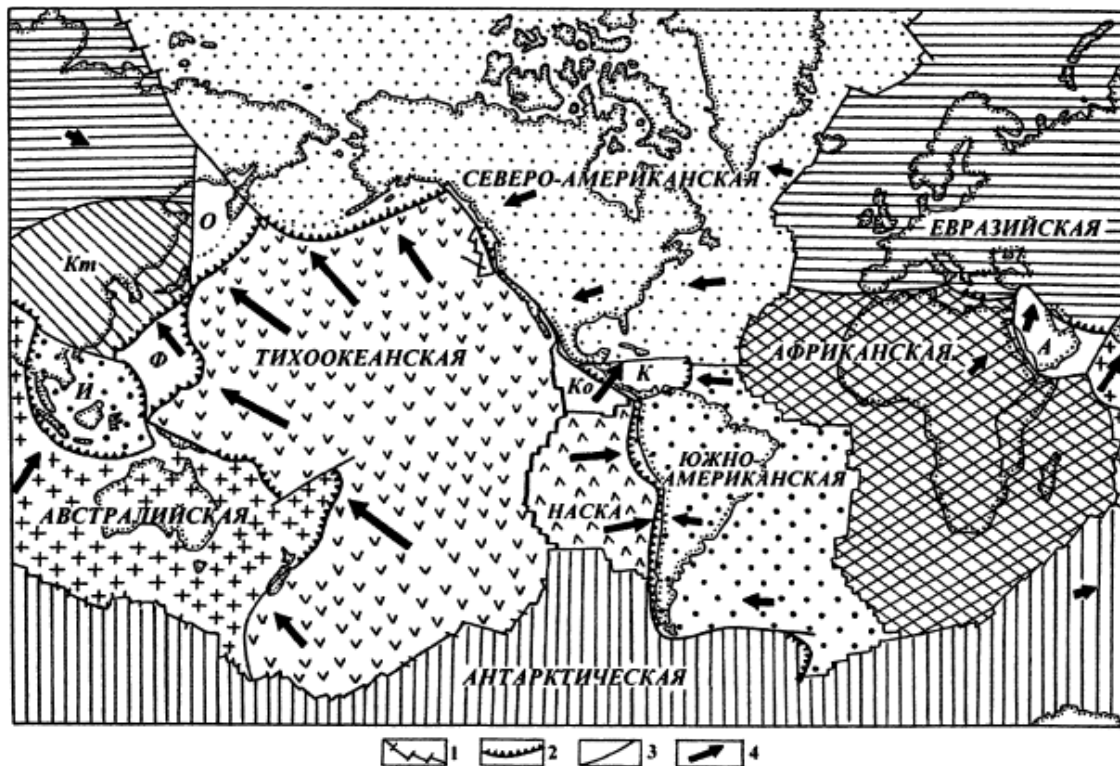 СЕВЕРО-АМЕРИКАНСКАЯ
О
ЕВРАЗИЙСКАЯ
Кт
Ф
ТИХООКЕАНСКАЯ
АФРИКАНСКАЯ
А
Ко
К
И
ЮЖНО-
АМЕРИКАНСКАЯ
АВСТРАЛИЙСКАЯ
НАСКА
АНТАРКТИЧЕСКАЯ
1 2 3 4